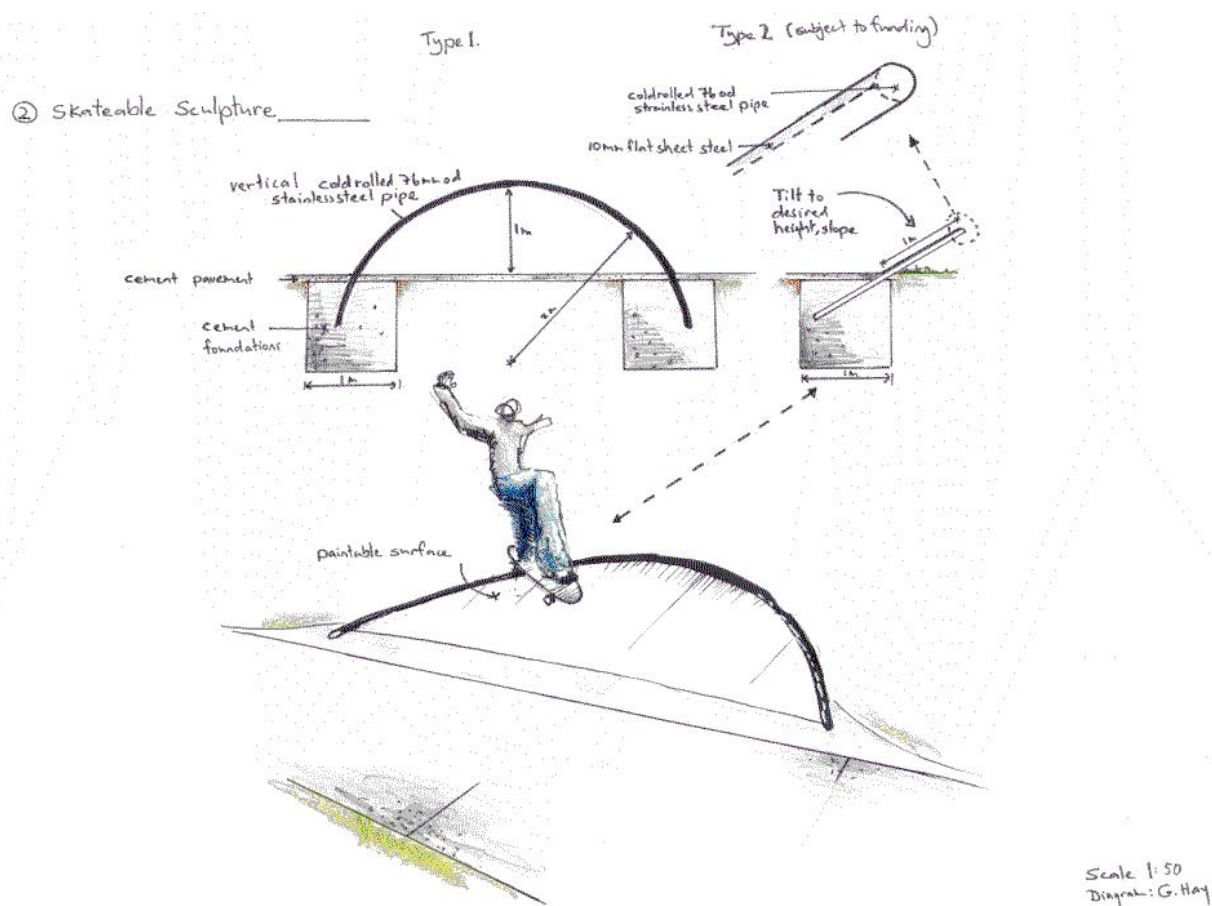 Type 1.
Type 2 (subject to funding)
② Skateable Sculpture
coldrolled 76 od
strainless steel pipe
10mm flat sheet steel
vertical coldrolled 76mm od
stainless steel pipe
1m
Tilt to
desired
height, slope
1m
cement pavement
2m
cement
foundations
1m
1m
paintable surface
Scale 1:50
Diagram: G. Hay